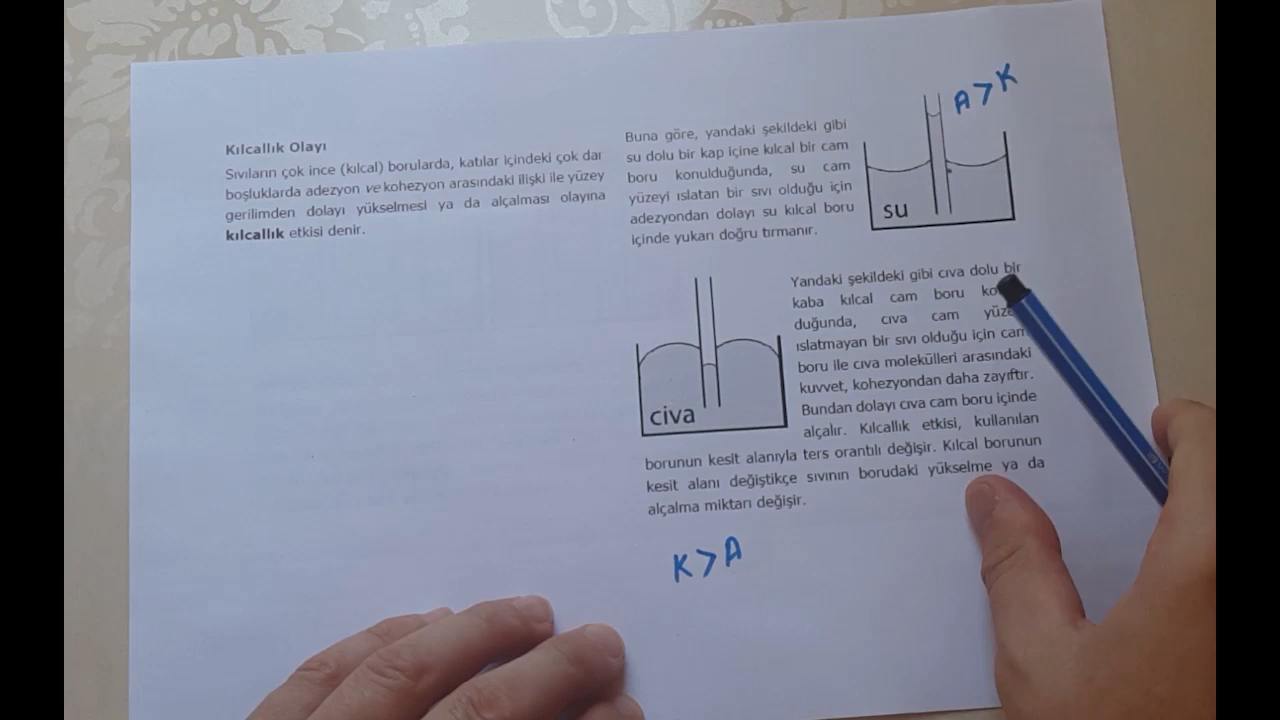 Kılcallık Olayı
Sıvıların çok ince (kılcal) borularda, katılar içindeki çok dar
boşluklarda adezyon ve kohezyon arasındaki ilişki ile yüzey
gerilimden dolayı yükselmesi ya da alçalması olayına
kılcallık etkisi denir.
Buna göre, yandaki şekildeki gibi
su dolu bir kap içine kılcal bir cam
boru konulduğunda, su cam
yüzeyi ıslatan bir sıvı olduğu için
adezyondan dolayı su kılcal boru
içinde yukarı doğru tırmanır.
A > K
su
Yandaki şekildeki gibi cıva dolu bir
kaba kılcal cam boru
duğunda, cıva cam
ıslatmayan bir sıvı olduğu için cam
boru ile cıva molekülleri arasındaki
kuvvet, kohezyondan daha zayıftır.
Bundan dolayı cıva cam boru içinde
alçalır. Kılcallık etkisi, kullanılan
borunun kesit alanıyla ters orantılı değişir. Kılcal borunun
kesit alanı değiştikçe sıvının borudaki yükselme ya da
alçalma miktarı değişir.
civa
K > A